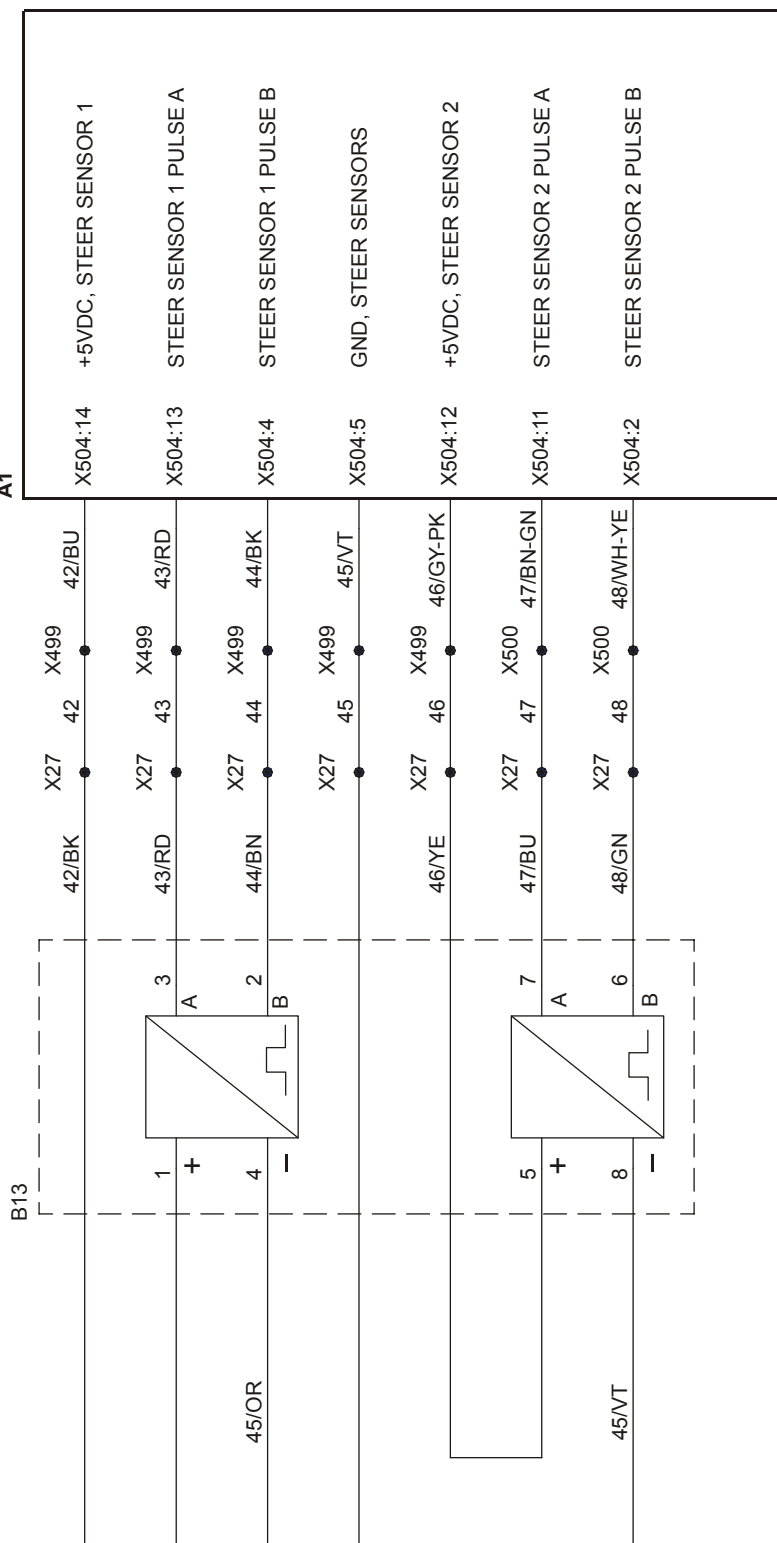 A1
B13
42/BK X27 42 X499 42/BU X504:14 +5VDC, STEER SENSOR 1
1 + 3 A 43/RD X27 43 X499 43/RD X504:13 STEER SENSOR 1 PULSE A
45/OR 4 – 2 B 44/BN X27 44 X499 44/BK X504:4 STEER SENSOR 1 PULSE B
X27 45 X499 45/VT X504:5 GND, STEER SENSORS
46/YE X27 46 X499 46/GY-PK X504:12 +5VDC, STEER SENSOR 2
5 + 7 A 47/BU X27 47 X500 47/BN-GN X504:11 STEER SENSOR 2 PULSE A
45/VT 8 – 6 B 48/GN X27 48 X500 48/WH-YE X504:2 STEER SENSOR 2 PULSE B